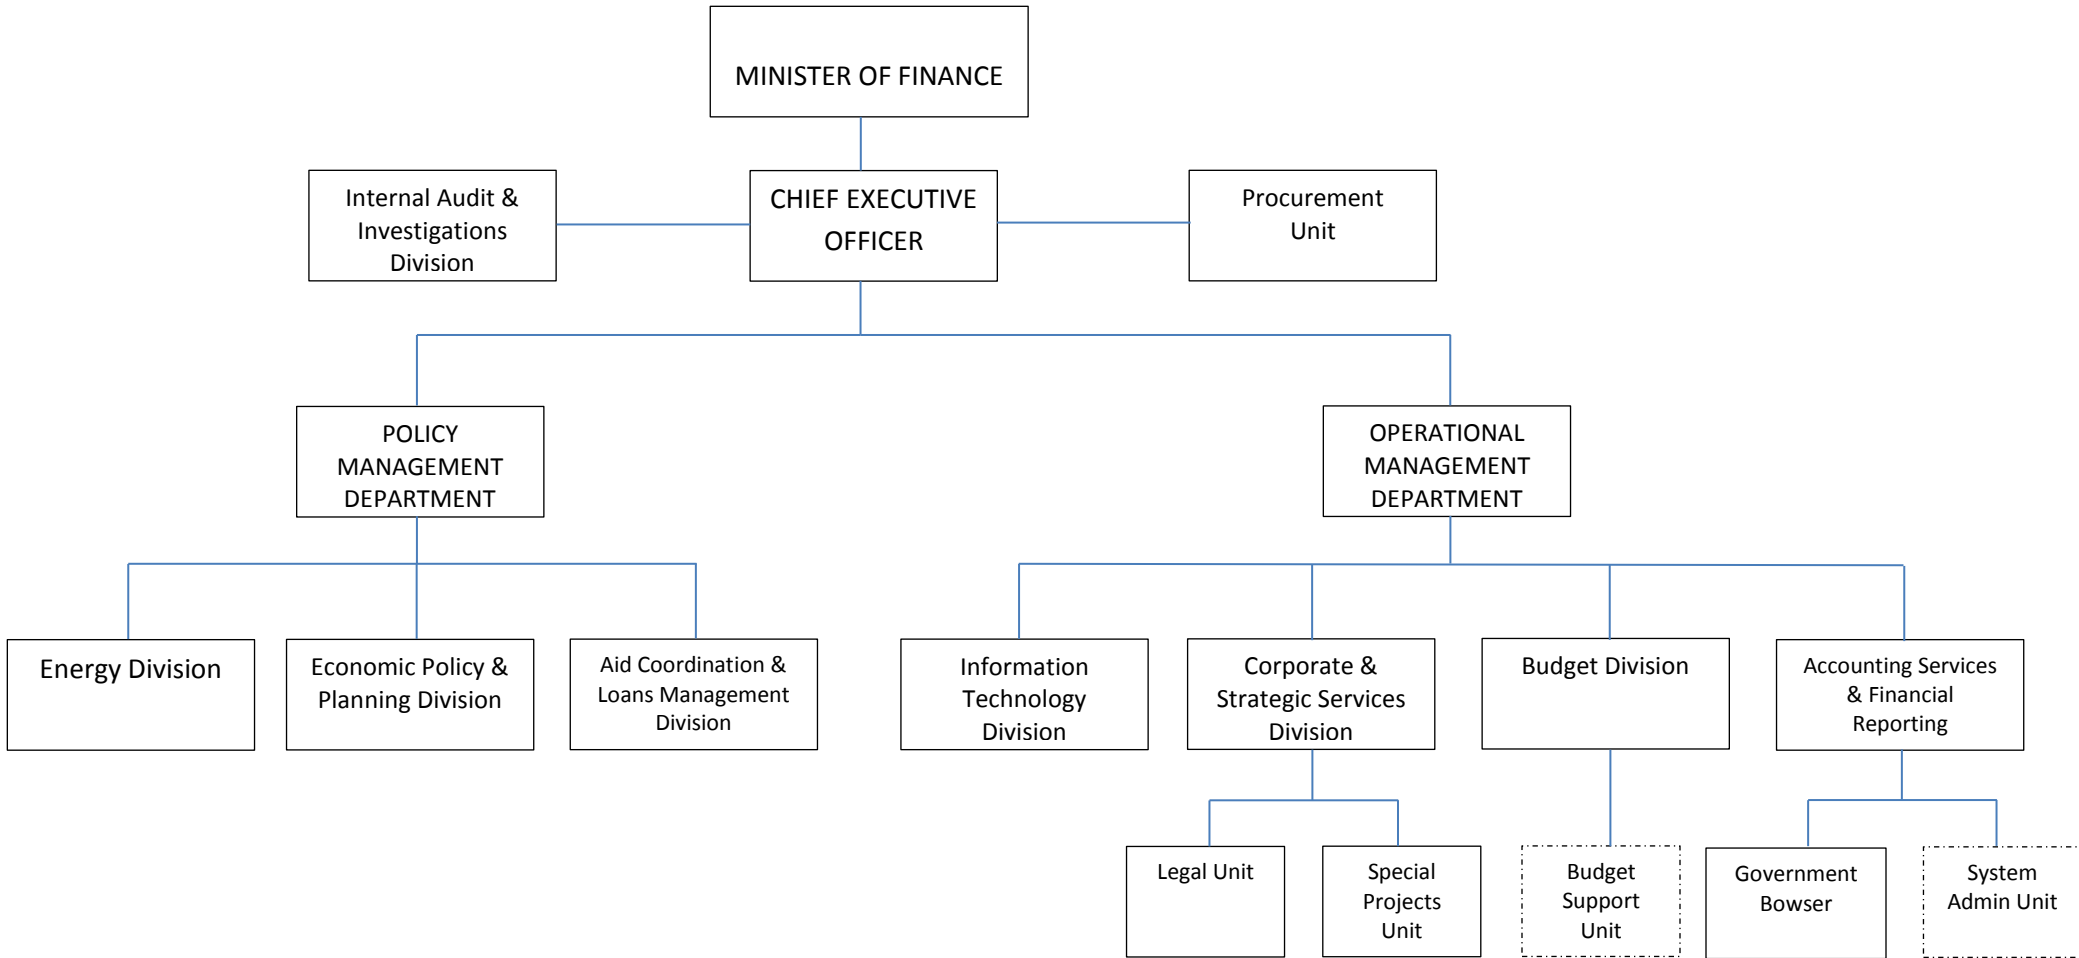 MINISTER OF FINANCE
Internal Audit &
Investigations
Division
CHIEF EXECUTIVE
OFFICER
Procurement
Unit
POLICY
MANAGEMENT
DEPARTMENT
OPERATIONAL
MANAGEMENT
DEPARTMENT
Energy Division
Economic Policy &
Planning Division
Aid Coordination &
Loans Management
Division
Information
Technology
Division
Corporate &
Strategic Services
Division
Budget Division
Accounting Services
& Financial
Reporting
Legal Unit
Special
Projects
Unit
Budget
Support
Unit
Government
Bowser
System
Admin Unit